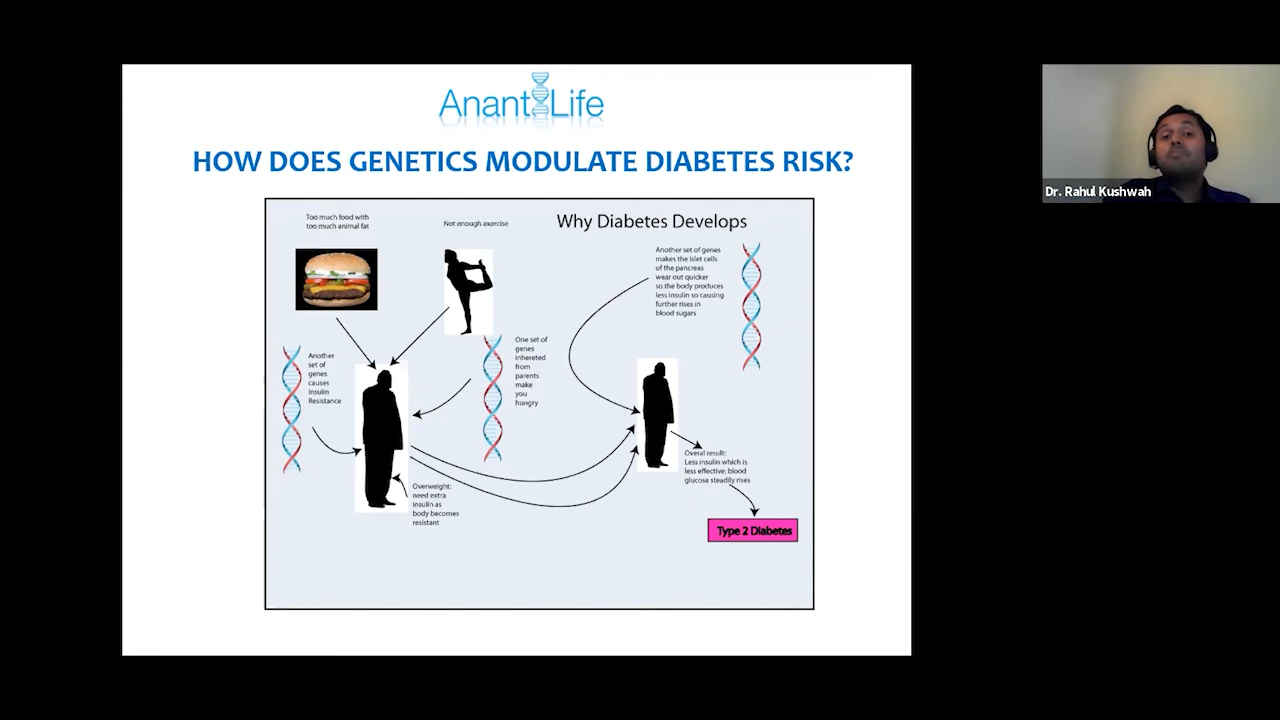 Anant Life
HOW DOES GENETICS MODULATE DIABETES RISK?
Too much food with
too much animal fat
Not enough exercise
Why Diabetes Develops
Another set of genes
makes the islet cells
of the pancreas
wear out quicker
so the body produces
less insulin so causing
further rises in
blood sugars
Another
set of
genes
causes
Insulin
Resistance
One set of
genes
inhereted
from
parents
make
you
hungry
Overweight:
need extra
insulin as
body becomes
resistant
Overal result:
Less insulin which is
less effective; blood
glucose steadily rises
Type 2 Diabetes
Dr. Rahul Kushwah